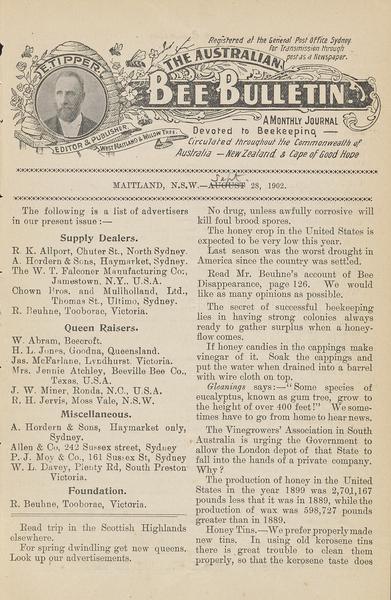 Registered at the General Post Office Sydney
for Transmission through
post as a Newspaper.
E. TIPPER
EDITOR & PUBLISHER
WEST MAITLAND & WILLOW TREE.
THE AUSTRALIAN
BEE BULLETIN.
A MONTHLY JOURNAL
Devoted to Beekeeping —
Circulated throughout the Commonwealth of
Australia — New Zealand & Cape of Good Hope
Sept
MAITLAND, N.S.W.—AUGUST 28, 1902.
The following is a list of advertisers
in our present issue :—
Supply Dealers.
R. K. Allport, Chuter St., North Sydney.
A. Hordern & Sons, Haymarket, Sydney.
The W. T. Falconer Manufacturing Co.,
Jamestown, N.Y., U.S.A.
Chown Bros. and Mullholland, Ltd.,
Thomas St., Ultimo, Sydney.
R. Beuhne, Tooborac, Victoria.
Queen Raisers.
W. Abram, Beecroft.
H. L. Jones, Goodna, Queensland.
Jas. McFarlane, Lyndhurst, Victoria.
Mrs. Jennie Atchley, Beeville Bee Co.,
Texas, U.S.A.
J. W. Miner, Ronda, N.C., U.S.A.
R. H. Jervis, Moss Vale, N.S.W.
Miscellaneous.
A. Hordern & Sons, Haymarket only,
Sydney.
Allen & Co, 242 Sussex street, Sydney
P. J. Moy & Co., 161 Sussex St, Sydney
W. L. Davey, Plenty Rd, South Preston
Victoria.
Foundation.
R. Beuhne, Tooborac, Victoria.
Read trip in the Scottish Highlands
elsewhere.
For spring dwindling get new queens.
Look up our advertisements.
No drug, unless awfully corrosive will
kill foul brood spores.
The honey crop in the United States is
expected to be very low this year.
Last season was the worst drought in
America since the country was settled.
Read Mr. Beuhne's account of Bee
Disappearance, page 126. We would
like as many opinions as possible.
The secret of successful beekeeping
lies in having strong colonies always
ready to gather surplus when a honey-
flow comes.
If honey candies in the cappings make
vinegar of it. Soak the cappings and
put the water when drained into a barrel
with wire cloth on top.
Gleanings says:—"Some species of
eucalyptus, known as gum tree, grow to
the height of over 400 feet!" We some-
times have to go from home to hear news.
The Vinegrowers' Association in South
Australia is urging the Government to
allow the London depot of that State to
fall into the hands of a private company.
Why ?
The production of honey in the United
States in the year 1899 was 2,701,167
pounds less that it was in 1889, while the
production of wax was 598,727 pounds
greater than in 1889.
Honey Tins.—We prefer properly made
new tins. In using old kerosene tins
there is great trouble to clean them
properly, so that the kerosene taste does